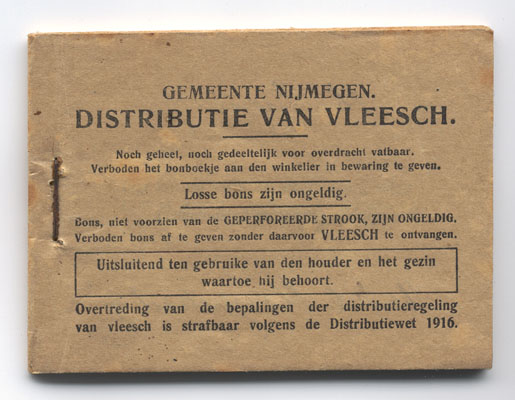 GEMEENTE NIJMEGEN.
DISTRIBUTIE VAN VLEESCH.
Noch geheel, noch gedeeltelijk voor overdracht vatbaar.
Verboden het bonboekje aan den winkelier in bewaring te geven.
Losse bons zijn ongeldig.
Bons, niet voorzien van de GEPERFOREERDE STROOK, ZIJN ONGELDIG.
Verboden bons af te geven zonder daarvoor VLEESCH te ontvangen.
Uitsluitend ten gebruike van den houder en het gezin
waartoe hij behoort.
Overtreding van de bepalingen der distributieregeling
van vleesch is strafbaar volgens de Distributiewet 1916.